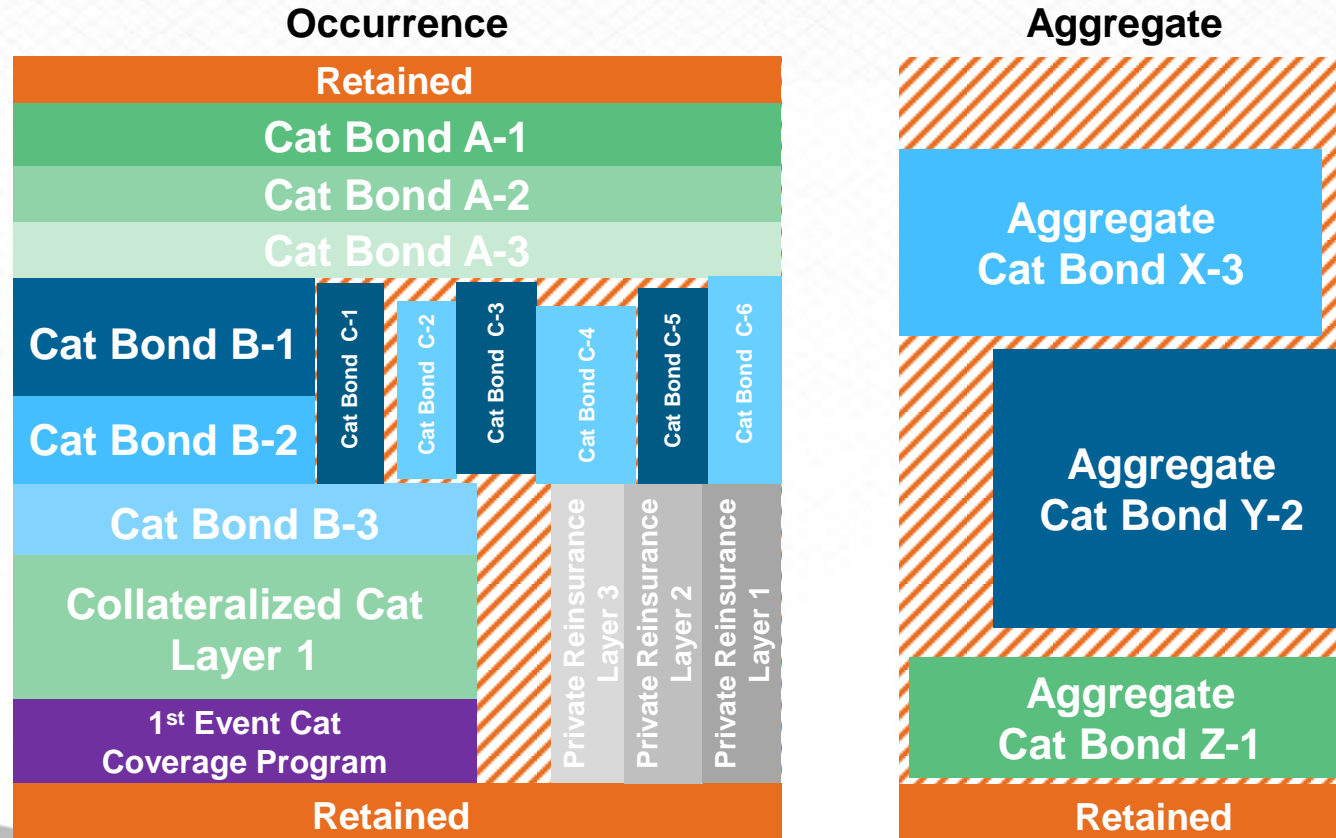 Occurrence
Retained
Cat Bond A-1
Cat Bond A-2
Cat Bond A-3
Cat Bond B-1
Cat Bond B-2
Cat Bond C-1
Cat Bond C-2
Cat Bond C-3
Cat Bond C-4
Cat Bond C-5
Cat Bond C-6
Cat Bond B-3
Collateralized Cat
Layer 1
1st Event Cat
Coverage Program
Private Reinsurance
Layer 3
Private Reinsurance
Layer 2
Private Reinsurance
Layer 1
Retained
Aggregate
Aggregate
Cat Bond X-3
Aggregate
Cat Bond Y-2
Aggregate
Cat Bond Z-1
Retained